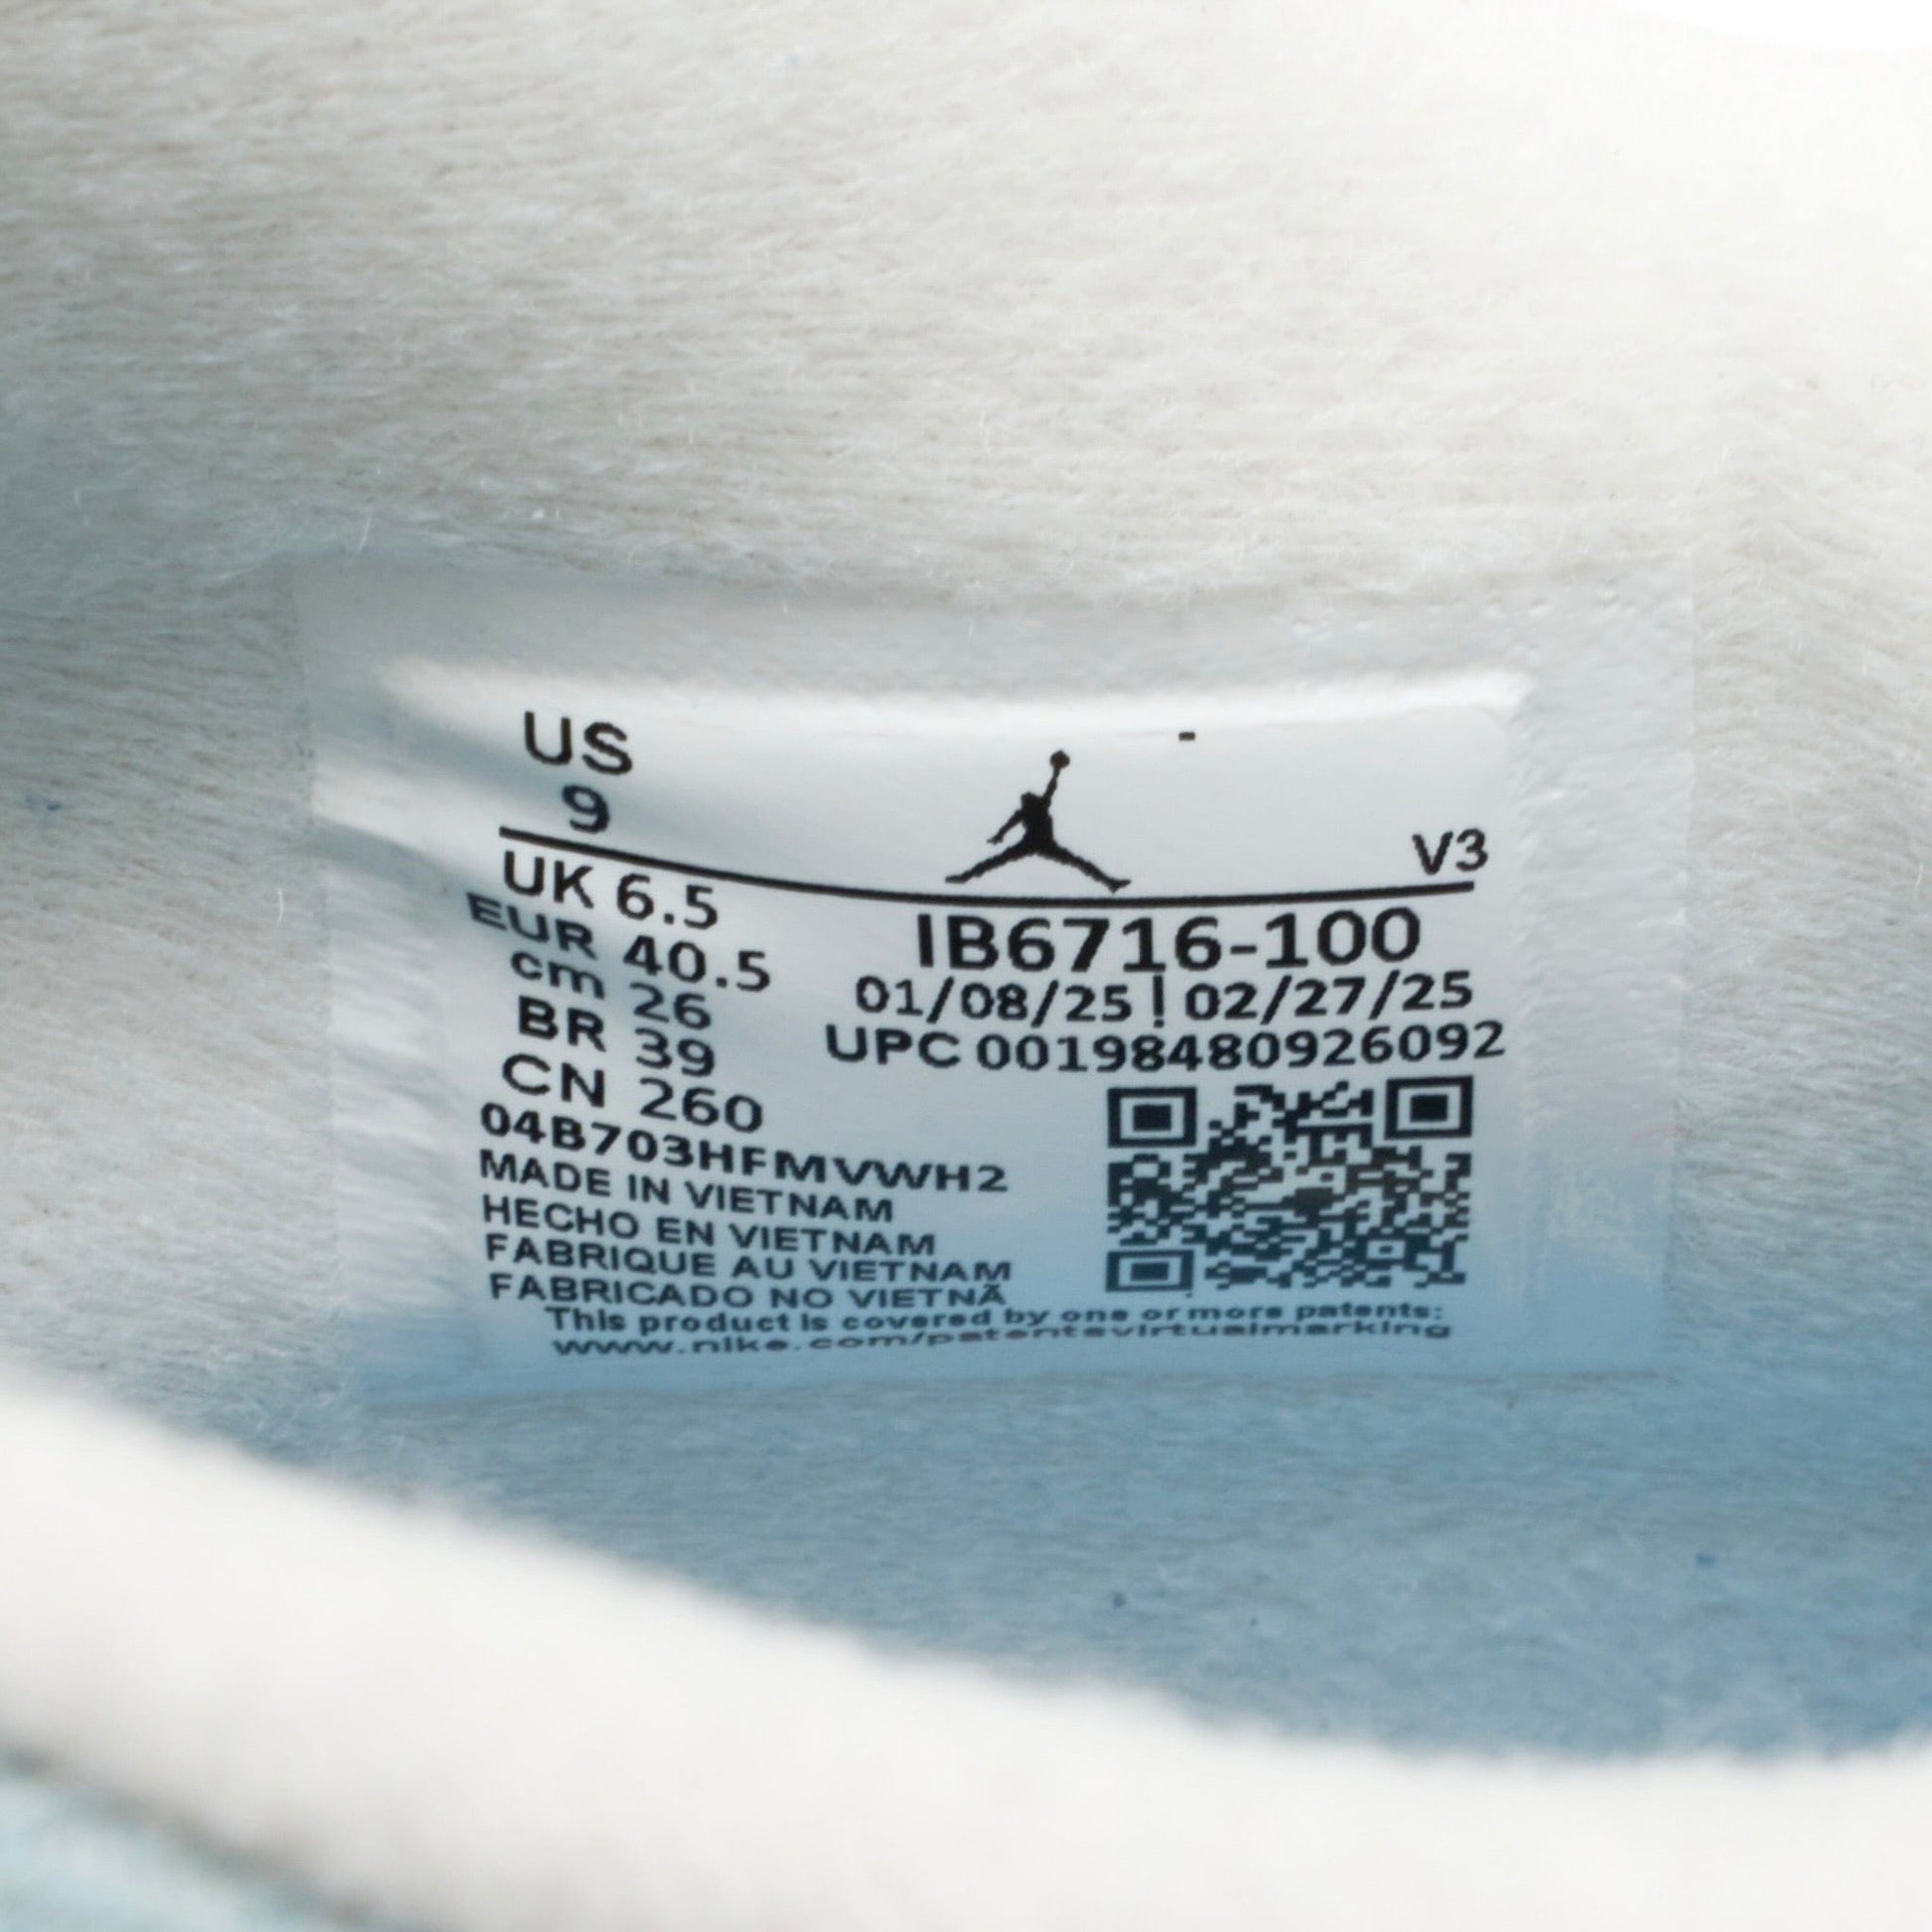 US
9
V3
UK 6.5
EUR 40.5
cm 26
BR 39
CN 260
IB6716-100
01/08/25 | 02/27/25
UPC 00198480926092
04B703HFMVWH2
MADE IN VIETNAM
HECHO EN VIETNAM
FABRIQUE AU VIETNAM
FABRICADO NO VIETNÃ
This product is covered by one or more patents:
www.nike.com/patentsvirtualmarking